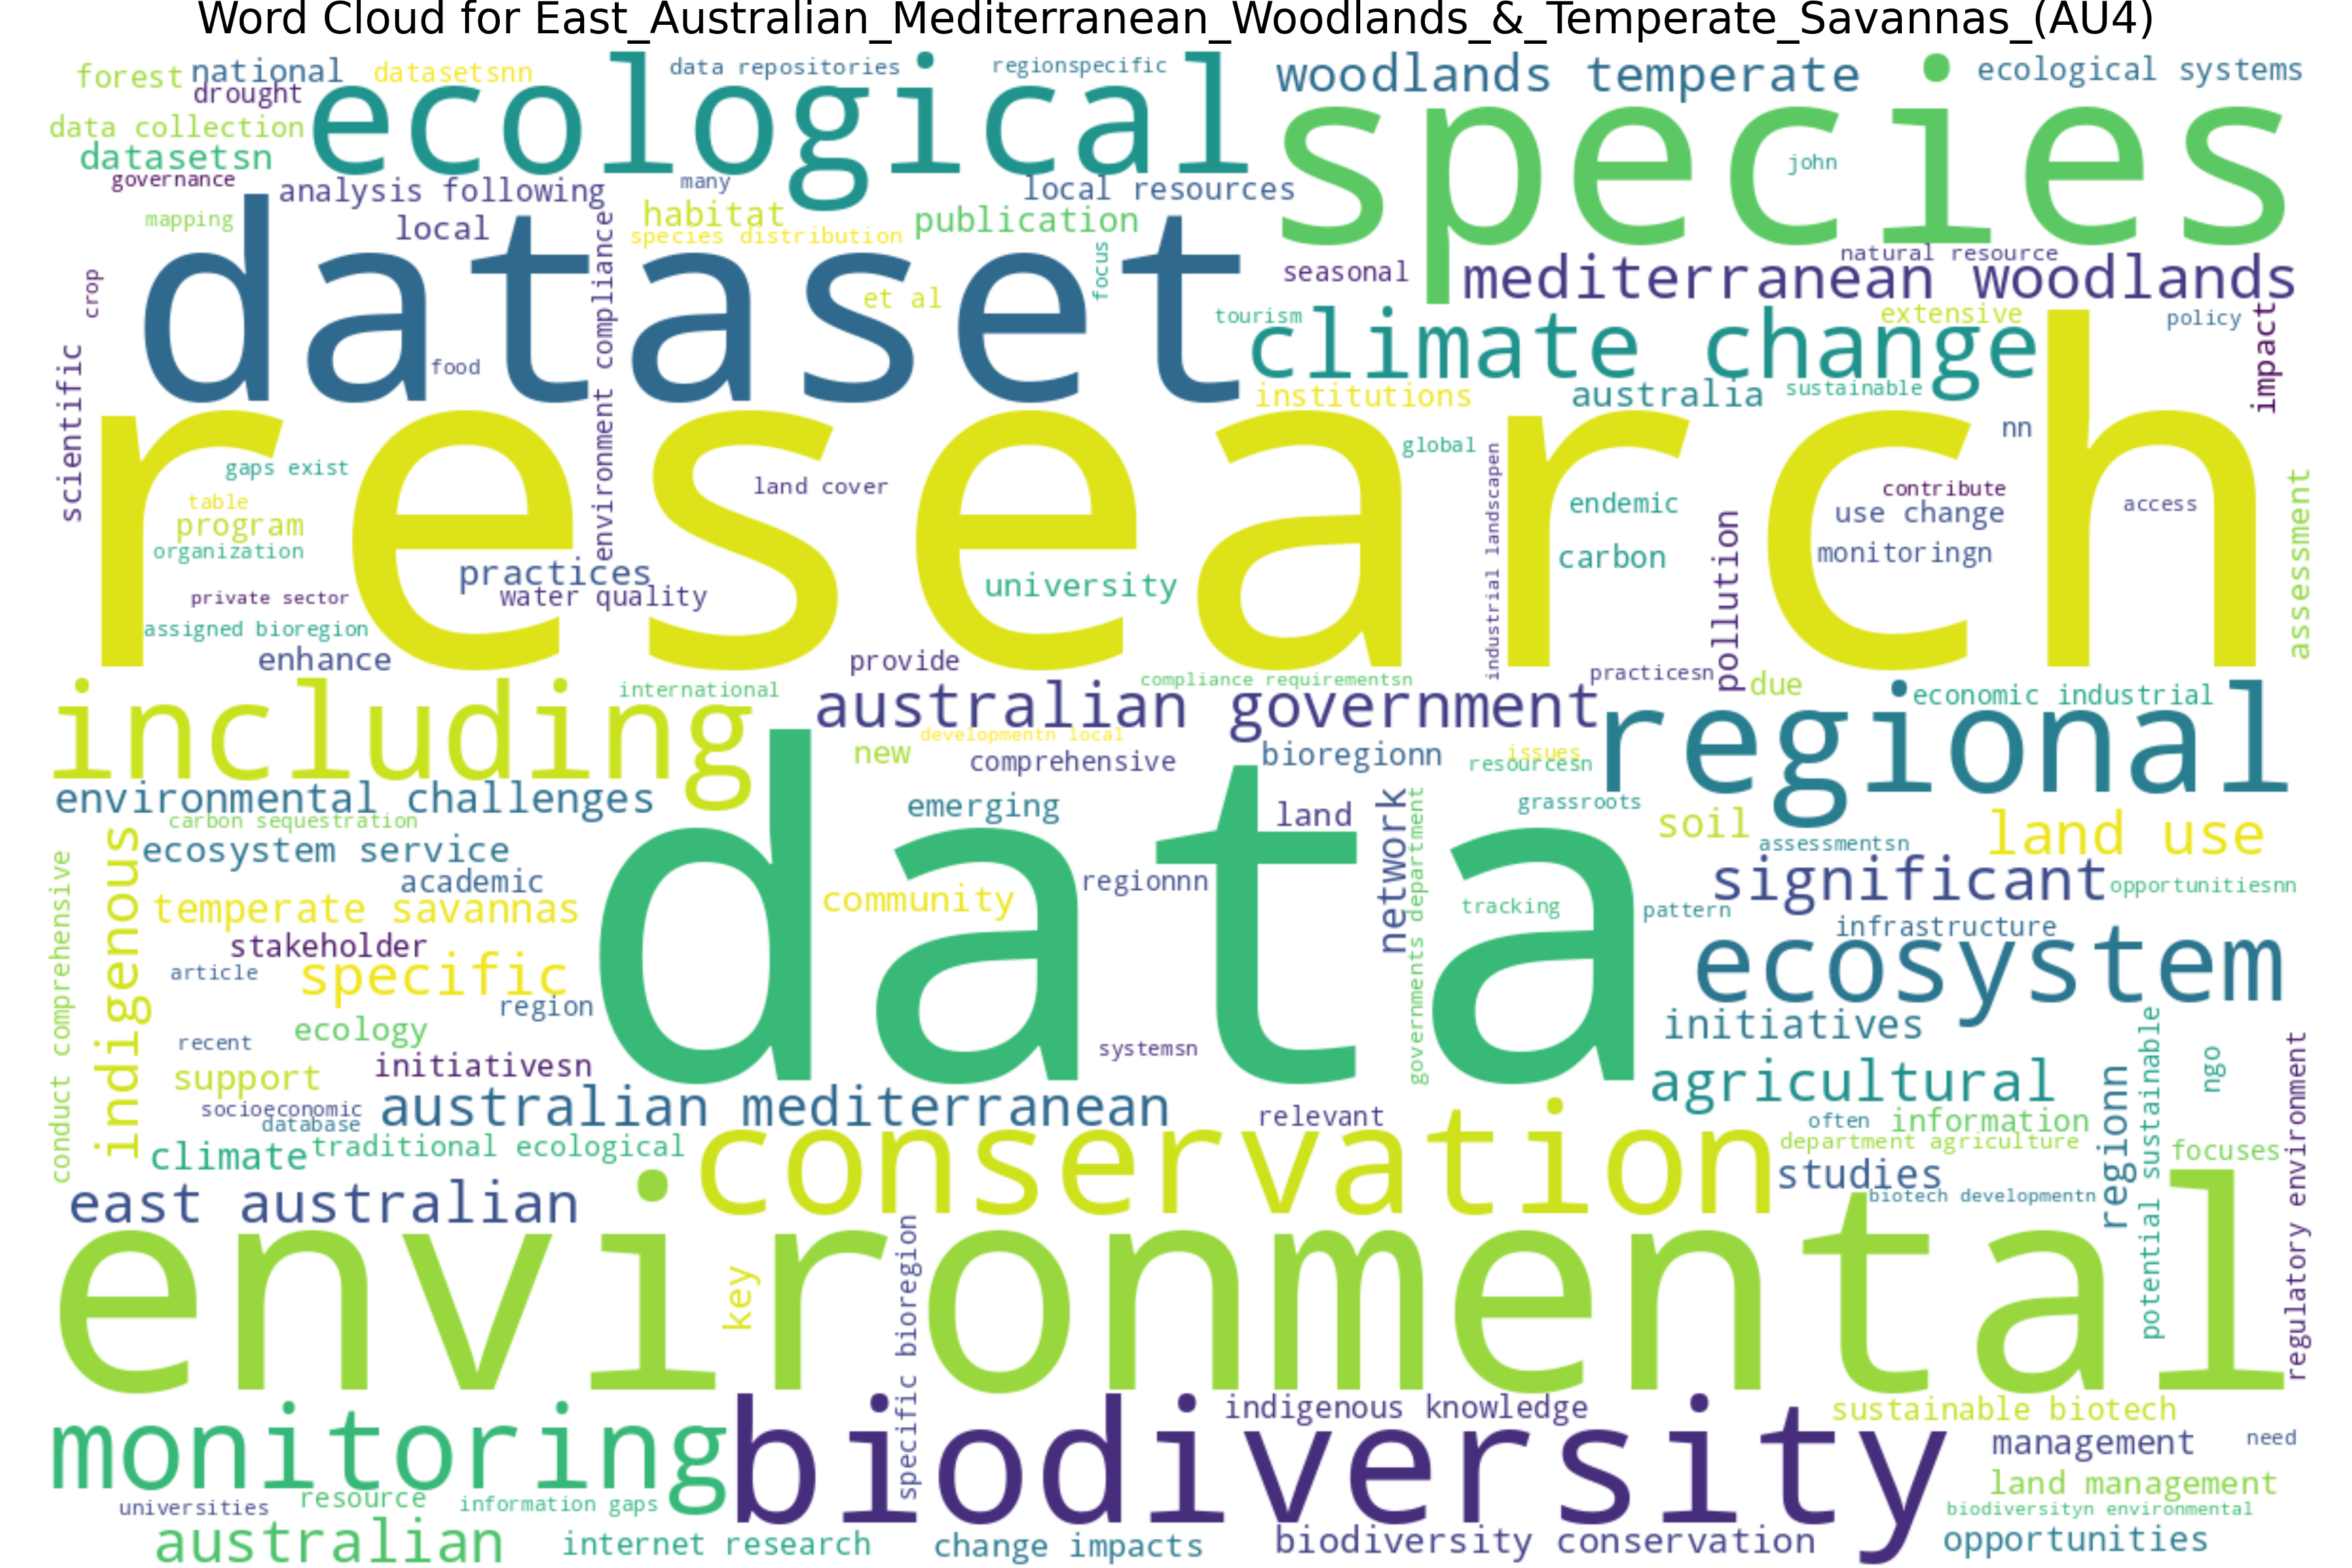 Word Cloud for East_Australian_Mediterranean_Woodlands_&_Temperate_Savannas_(AU4)
forest
national
datasetsnn
data repositories
regionspecific
woodlands temperate
ecological systems
drought
ecological
species
data collection
datasetsn
john
governance
analysis following
many
local resources
mapping
local
habitat
publication
species distribution
dataset
environment compliance
focus
natural resource
seasonal
mediterranean woodlands
crop
et al
tourism
extensive
policy
impact
climate change
food
scientific
institutions
australia
sustainable
research
nn
global
gaps exist
land cover
industrial landscapen
contribute
access
table
endemic
use change
program
organization
carbon
monitoringn
pollution
assessment
practices
water quality
university
private sector
assigned bioregion
enhance
provide
practicesn
compliance requirementsn
due
including
international
australian government
economic industrial
regional
developmentn local
new
comprehensive
bioregionn
issues
resourcesn
environmental challenges
emerging
land
network
governments department
grassroots
soil
land use
carbon sequestration
indigenous
ecosystem service
assessmentsn
conduct comprehensive
academic
regionnn
significant
opportunitiesnn
data
temperate savannas
community
tracking
pattern
infrastructure
stakeholder
article
specific
ecosystem
region
ecology
initiatives
recent
initiativesn
systemsn
support
agricultural
potential sustainable
ngo
regulatory environment
socioeconomic
database
australian mediterranean
relevant
often
information
regionn
climate
traditional ecological
conservation
department agriculture
focuses
studies
east australian
biotech developmentn
environmental
key
specific bioregion
monitoring
biodiversity
indigenous knowledge
sustainable biotech
management
need
land management
universities
resource
information gaps
biodiversityn environmental
australian
internet research
change impacts
biodiversity conservation
opportunities